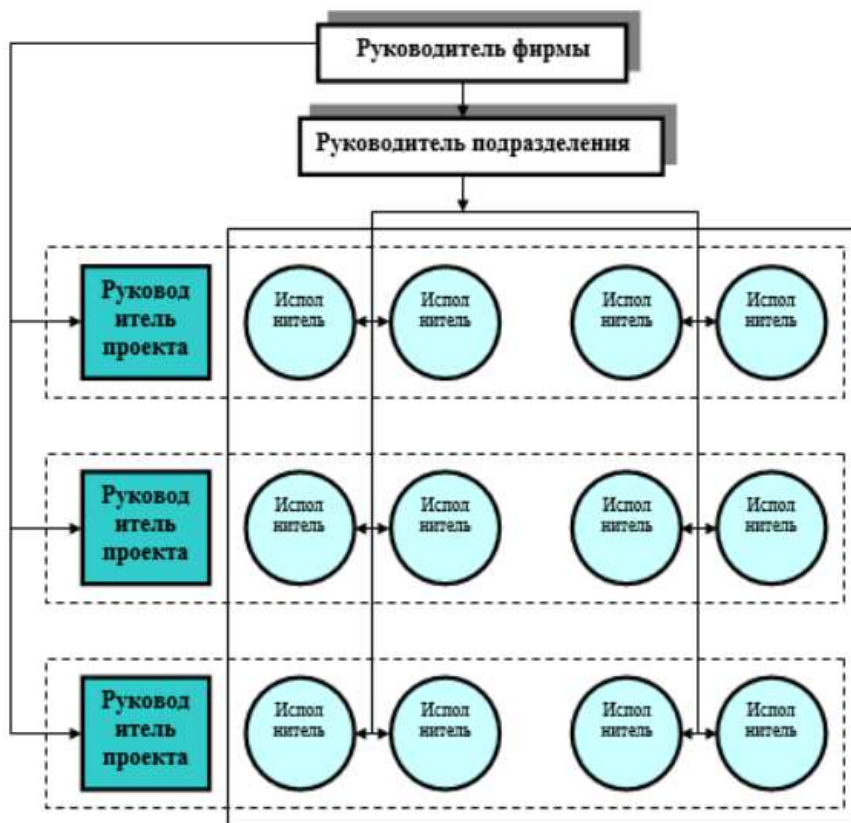 Руководитель фирмы
Руководитель подразделения
Руковод
итель
проекта
Испол
нитель
Испол
нитель
Испол
нитель
Испол
нитель
Руковод
итель
проекта
Испол
нитель
Испол
нитель
Испол
нитель
Испол
нитель
Руковод
итель
проекта
Испол
нитель
Испол
нитель
Испол
нитель
Испол
нитель